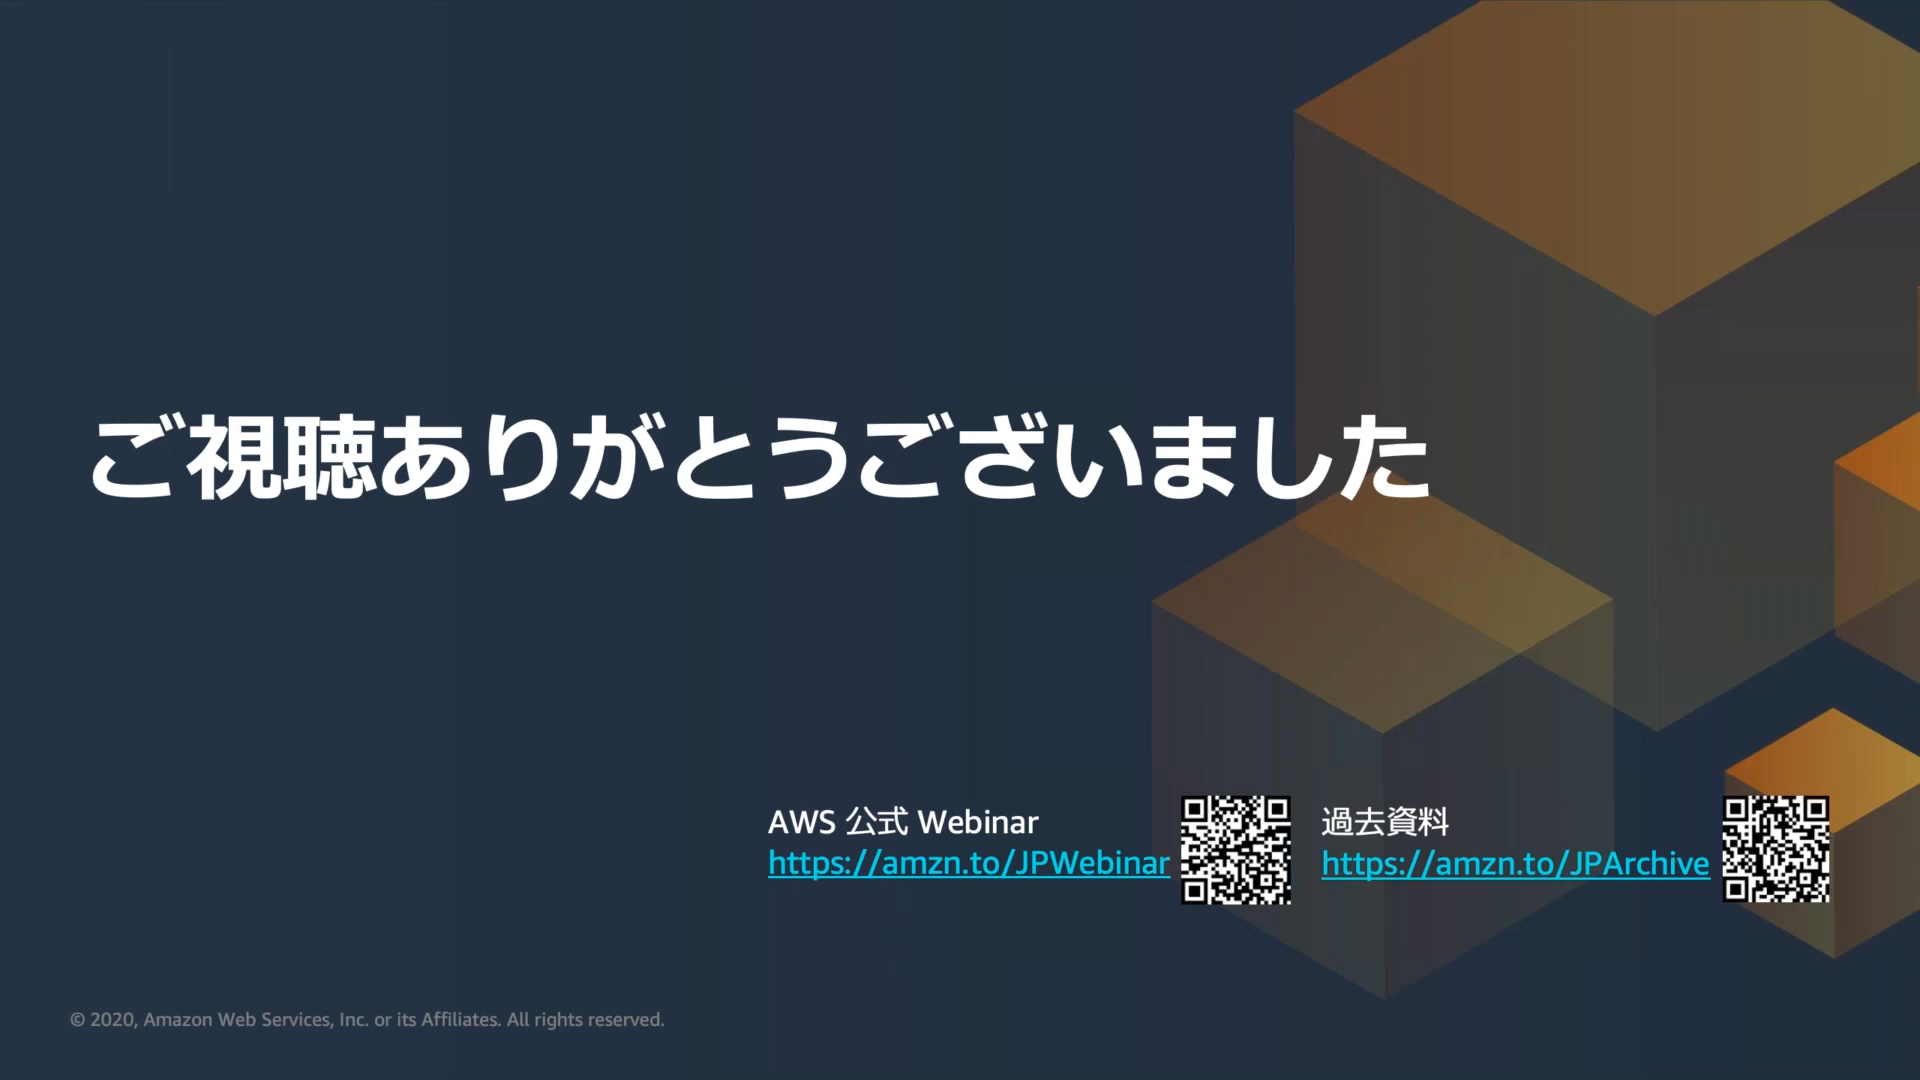 ご視聴ありがとうございました
AWS 公式 Webinar
https://amzn.to/JPWebinar
過去資料
https://amzn.to/JPArchive
© 2020, Amazon Web Services, Inc. or its Affiliates. All rights reserved.